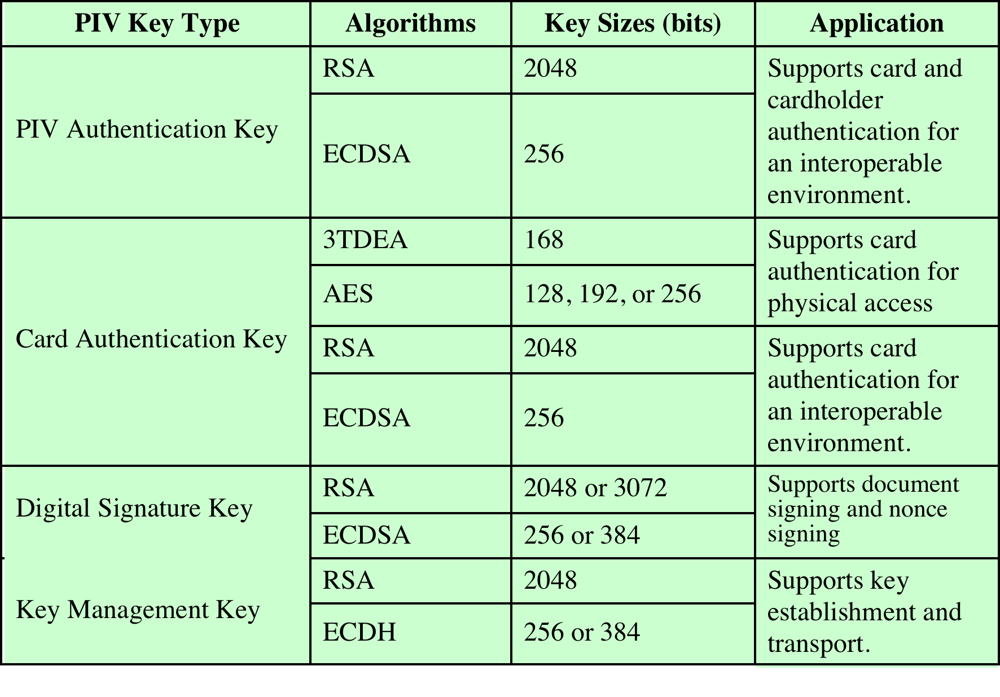 PIV Key Type Algorithms Key Sizes (bits) Application
PIV Authentication Key
RSA 2048
ECDSA 256
Supports card and
cardholder
authentication for
an interoperable
environment.
Card Authentication Key
3TDEA 168
AES 128, 192, or 256
Supports card
authentication for
physical access
RSA 2048
ECDSA 256
Supports card
authentication for
an interoperable
environment.
Digital Signature Key
RSA 2048 or 3072
ECDSA 256 or 384
Supports document
signing and nonce
signing
Key Management Key
RSA 2048
ECDH 256 or 384
Supports key
establishment and
transport.